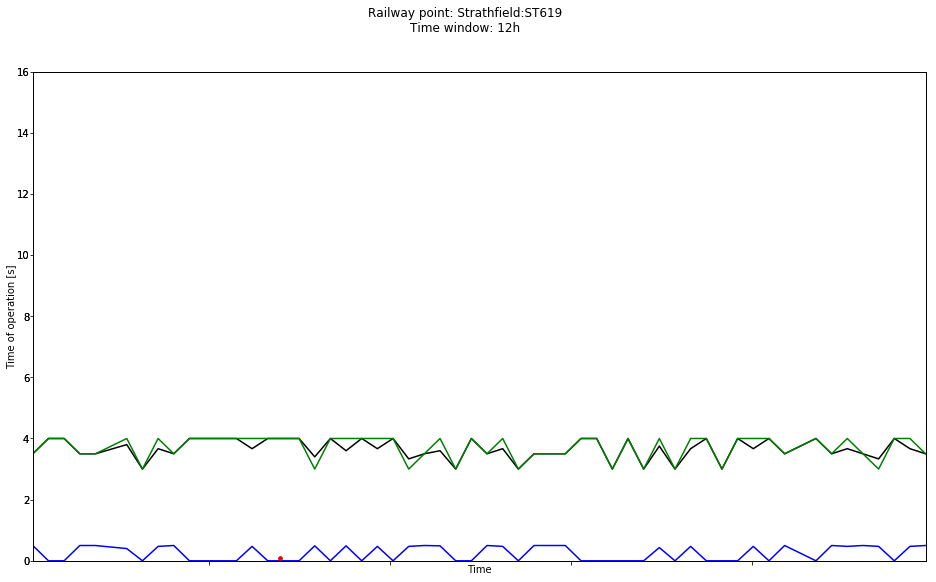 Railway point: Strathfield:ST619
Time window: 12h
16
14
12
10
8
6
4
2
0
Time of operation [s]
Time